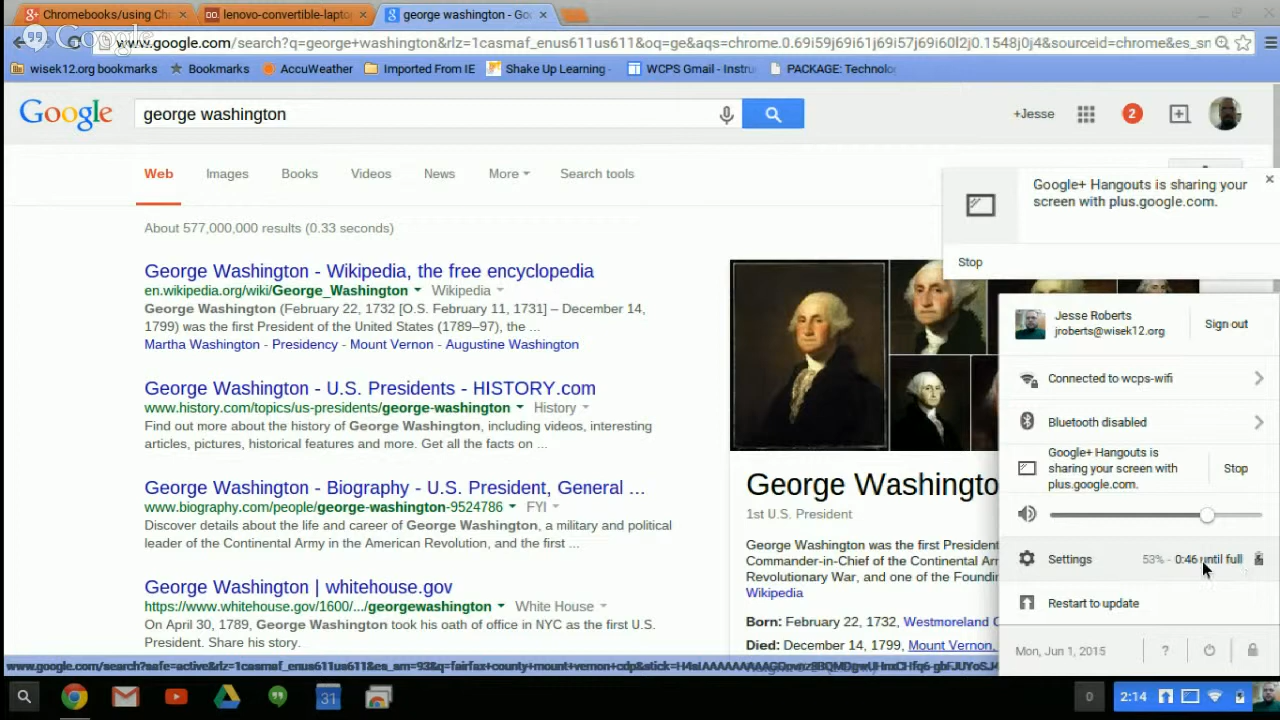 Chromebooks/using Chr
lenovo-convertible-laptop
george washington - Go
Google
www.google.com/search?q=george+washington&rlz=1casmaf_enus611us611&oq=ge&aqs=chrome.0.69i59j69i61j69i57j69i60l2j0.1548j0j4&sourceid=chrome&es_sm
wisek12.org bookmarks
Bookmarks
AccuWeather
Imported From IE
Shake Up Learning -
WCPS Gmail - Instru
PACKAGE: Technolo
Google
george washington
+Jesse
2
Web
Images
Books
Videos
News
More
Search tools
About 577,000,000 results (0.33 seconds)
George Washington - Wikipedia, the free encyclopedia
en.wikipedia.org/wiki/George_Washington
Wikipedia
George Washington (February 22, 1732 [O.S. February 11, 1731] – December 14,
1799) was the first President of the United States (1789–97), the ...
Martha Washington - Presidency - Mount Vernon - Augustine Washington
George Washington - U.S. Presidents - HISTORY.com
www.history.com/topics/us-presidents/george-washington
History
Find out more about the history of George Washington, including videos, interesting
articles, pictures, historical features and more. Get all the facts on ...
George Washington - Biography - U.S. President, General ...
www.biography.com/people/george-washington-9524786
FYI
Discover details about the life and career of George Washington, a military and political
leader of the Continental Army in the American Revolution, and the first ...
George Washington | whitehouse.gov
https://www.whitehouse.gov/1600/.../georgewashington
White House
On April 30, 1789, George Washington took his oath of office in NYC as the first U.S.
President. Share his story.
George Washingto
1st U.S. President
George Washington was the first President
Commander-in-Chief of the Continental Arm
Revolutionary War, and one of the Foundin
Wikipedia
Born: February 22, 1732, Westmoreland C
Died: December 14, 1799, Mount Vernon,
Google+ Hangouts is sharing your
screen with plus.google.com.
Stop
Jesse Roberts
jroberts@wisek12.org
Sign out
Connected to wcps-wifi
Bluetooth disabled
Google+ Hangouts is
sharing your screen with
plus.google.com.
Stop
Settings
53% - 0:46 until full
Restart to update
Mon, Jun 1, 2015
?
31
0
2:14